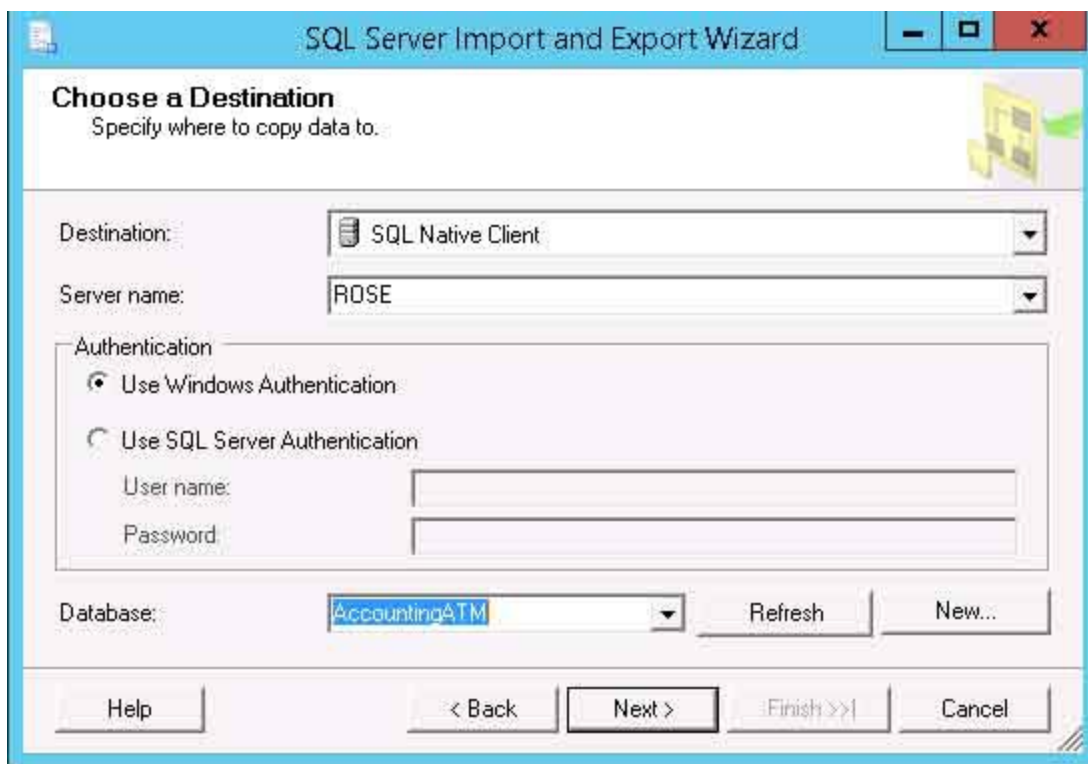 SQL Server Import and Export Wizard
Choose a Destination
Specify where to copy data to.
Destination: SQL Native Client
Server name: ROSE
Authentication
Use Windows Authentication
Use SQL Server Authentication
User name:
Password:
Database: AccountingATM Refresh New...
Help < Back Next > Finish >>| Cancel